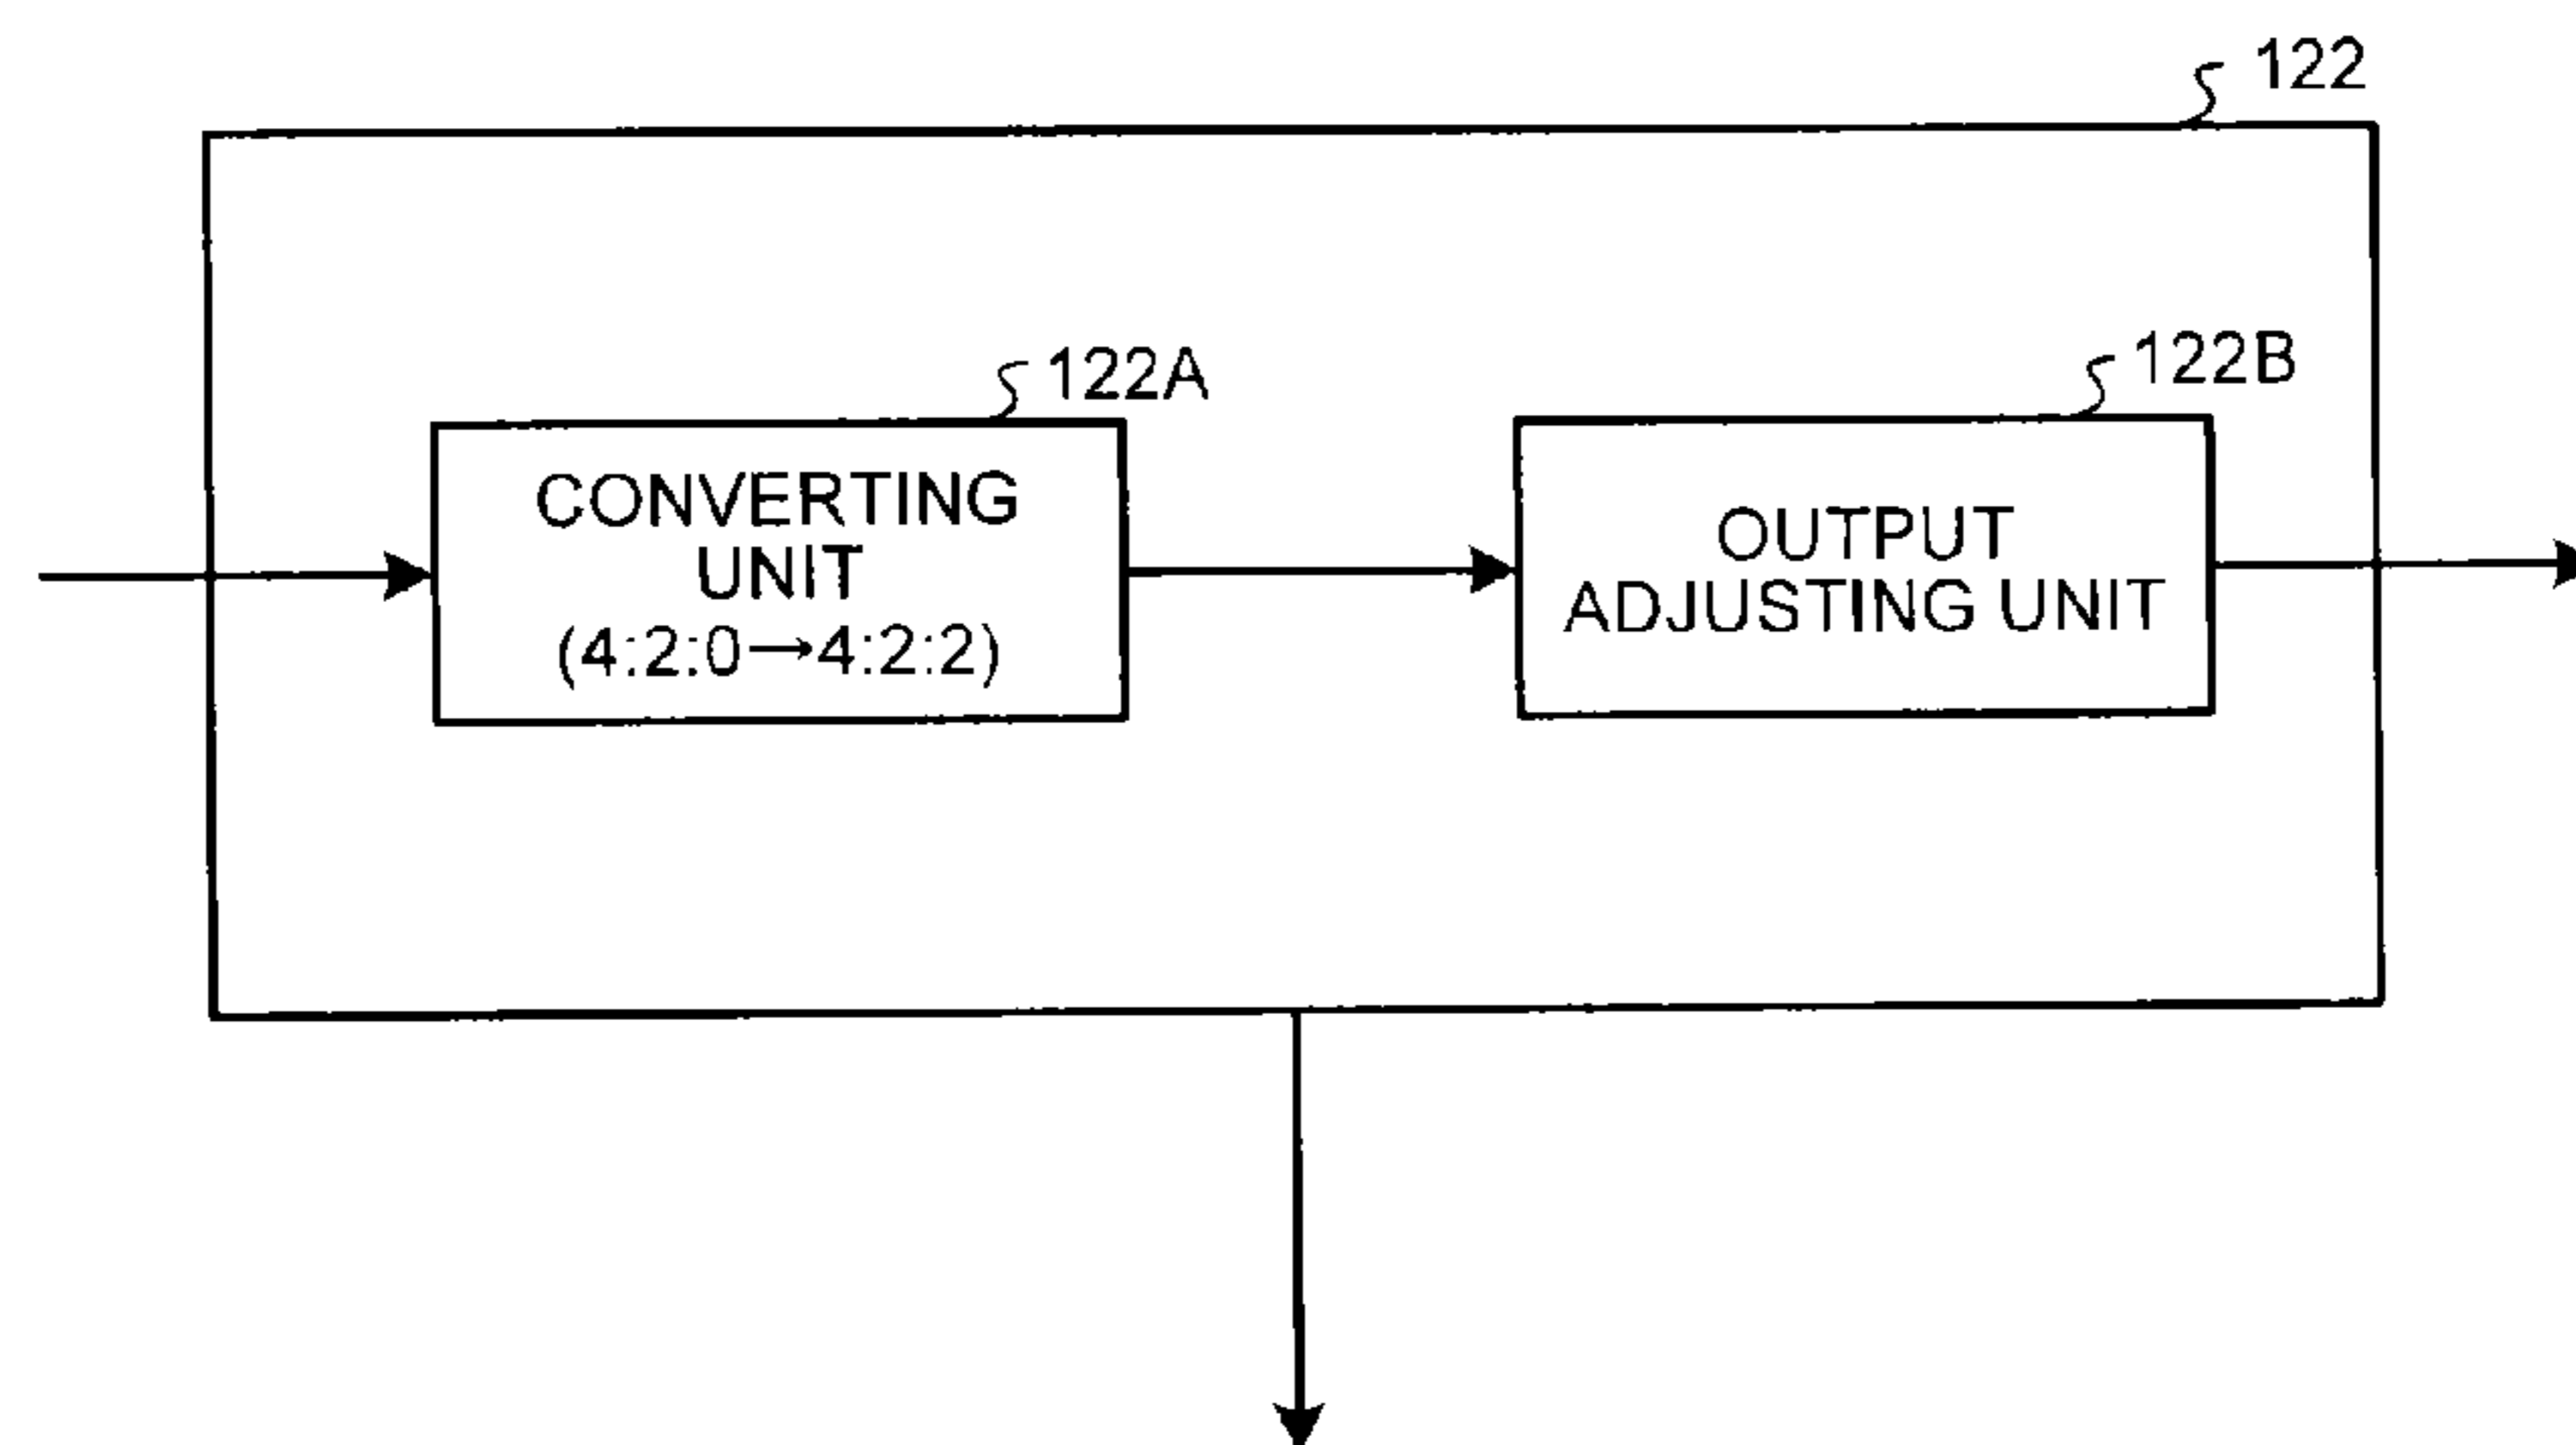 122
122A
122B
CONVERTING
UNIT
(4:2:0→4:2:2)
OUTPUT
ADJUSTING UNIT